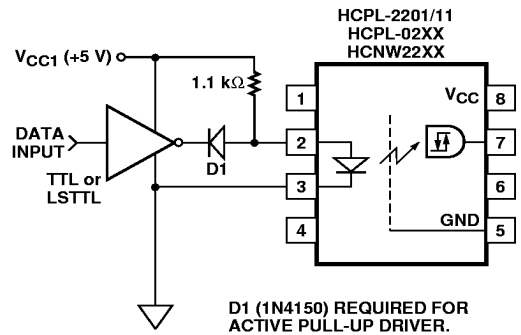 HCPL-2201/11
HCPL-02XX
HCNW22XX
VCC1 (+5 V)
1.1 kΩ
DATA
INPUT
TTL or
LSTTL
D1
1
2
3
4
VCC
8
7
6
GND
5
D1 (1N4150) REQUIRED FOR
ACTIVE PULL-UP DRIVER.